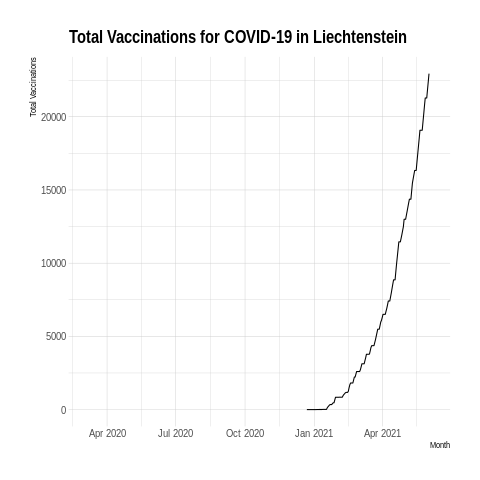 Total Vaccinations for COVID-19 in Liechtenstein
Total Vaccinations
20000
15000
10000
5000
0
Apr 2020 Jul 2020 Oct 2020 Jan 2021 Apr 2021
Month